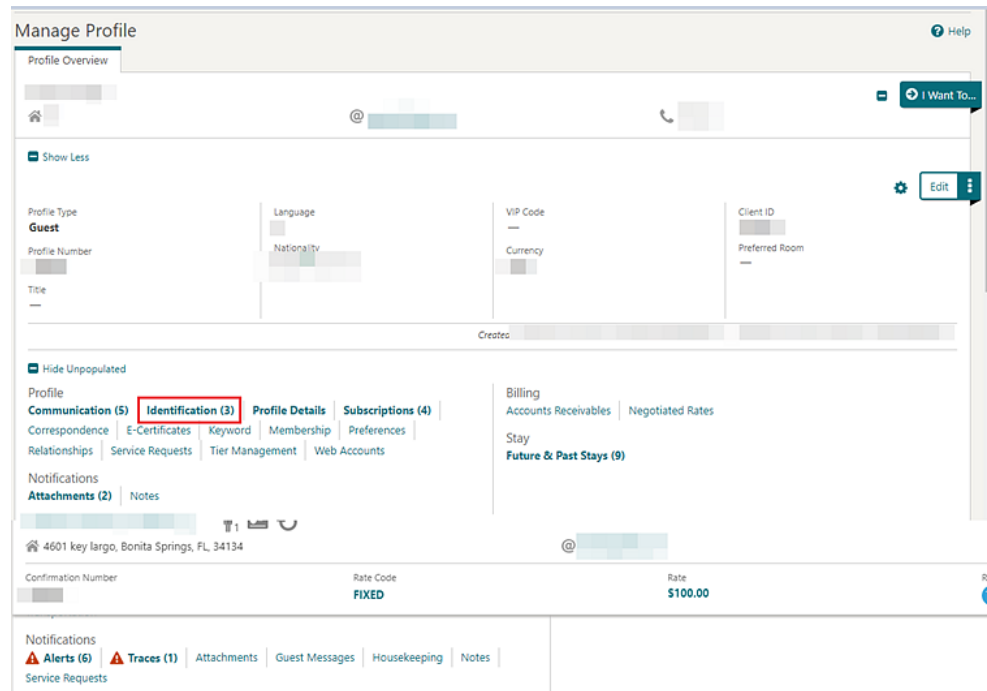 Manage Profile
Help
Profile Overview
I Want To...
@
Show Less
Edit
Profile Type Language VIP Code Client ID
Guest —
Profile Number Nationality Currency Preferred Room
—
Title
—
Created
Hide Unpopulated
Profile
Communication (5) Identification (3) Profile Details Subscriptions (4)
Correspondence E-Certificates Keyword Membership Preferences
Relationships Service Requests Tier Management Web Accounts
Notifications
Attachments (2) Notes
Billing
Accounts Receivables Negotiated Rates
Stay
Future & Past Stays (9)
1
4601 key largo, Bonita Springs, FL, 34134 @
Confirmation Number Rate Code Rate R
FIXED $100.00
Notifications
Alerts (6) Traces (1) Attachments Guest Messages Housekeeping Notes
Service Requests